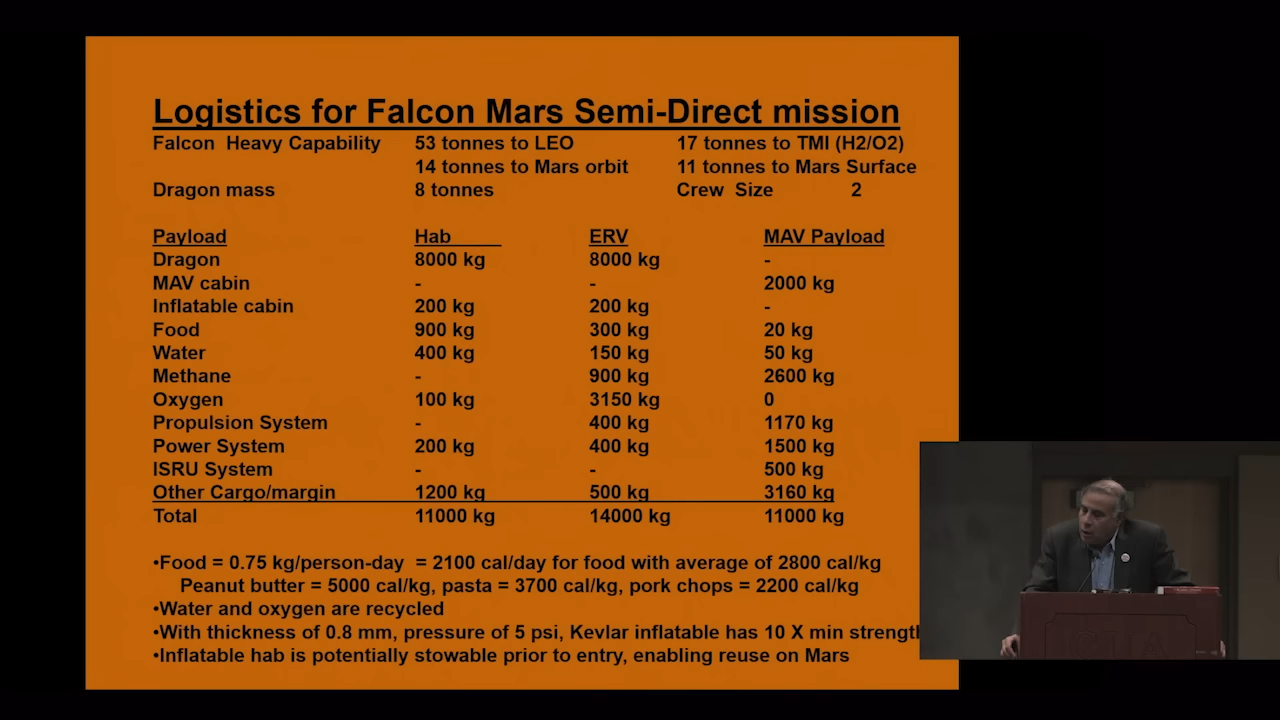 Logistics for Falcon Mars Semi-Direct mission
Falcon Heavy Capability 53 tonnes to LEO 17 tonnes to TMI (H2/O2)
14 tonnes to Mars orbit 11 tonnes to Mars Surface
Dragon mass 8 tonnes Crew Size 2
Payload Hab ERV MAV Payload
Dragon 8000 kg 8000 kg -
MAV cabin - - 2000 kg
Inflatable cabin 200 kg 200 kg -
Food 900 kg 300 kg 20 kg
Water 400 kg 150 kg 50 kg
Methane - 900 kg 2600 kg
Oxygen 100 kg 3150 kg 0
Propulsion System - 400 kg 1170 kg
Power System 200 kg 400 kg 1500 kg
ISRU System - - 500 kg
Other Cargo/margin 1200 kg 500 kg 3160 kg
Total 11000 kg 14000 kg 11000 kg
•Food = 0.75 kg/person-day = 2100 cal/day for food with average of 2800 cal/kg
Peanut butter = 5000 cal/kg, pasta = 3700 cal/kg, pork chops = 2200 cal/kg
•Water and oxygen are recycled
•With thickness of 0.8 mm, pressure of 5 psi, Kevlar inflatable has 10 X min strength
•Inflatable hab is potentially stowable prior to entry, enabling reuse on Mars